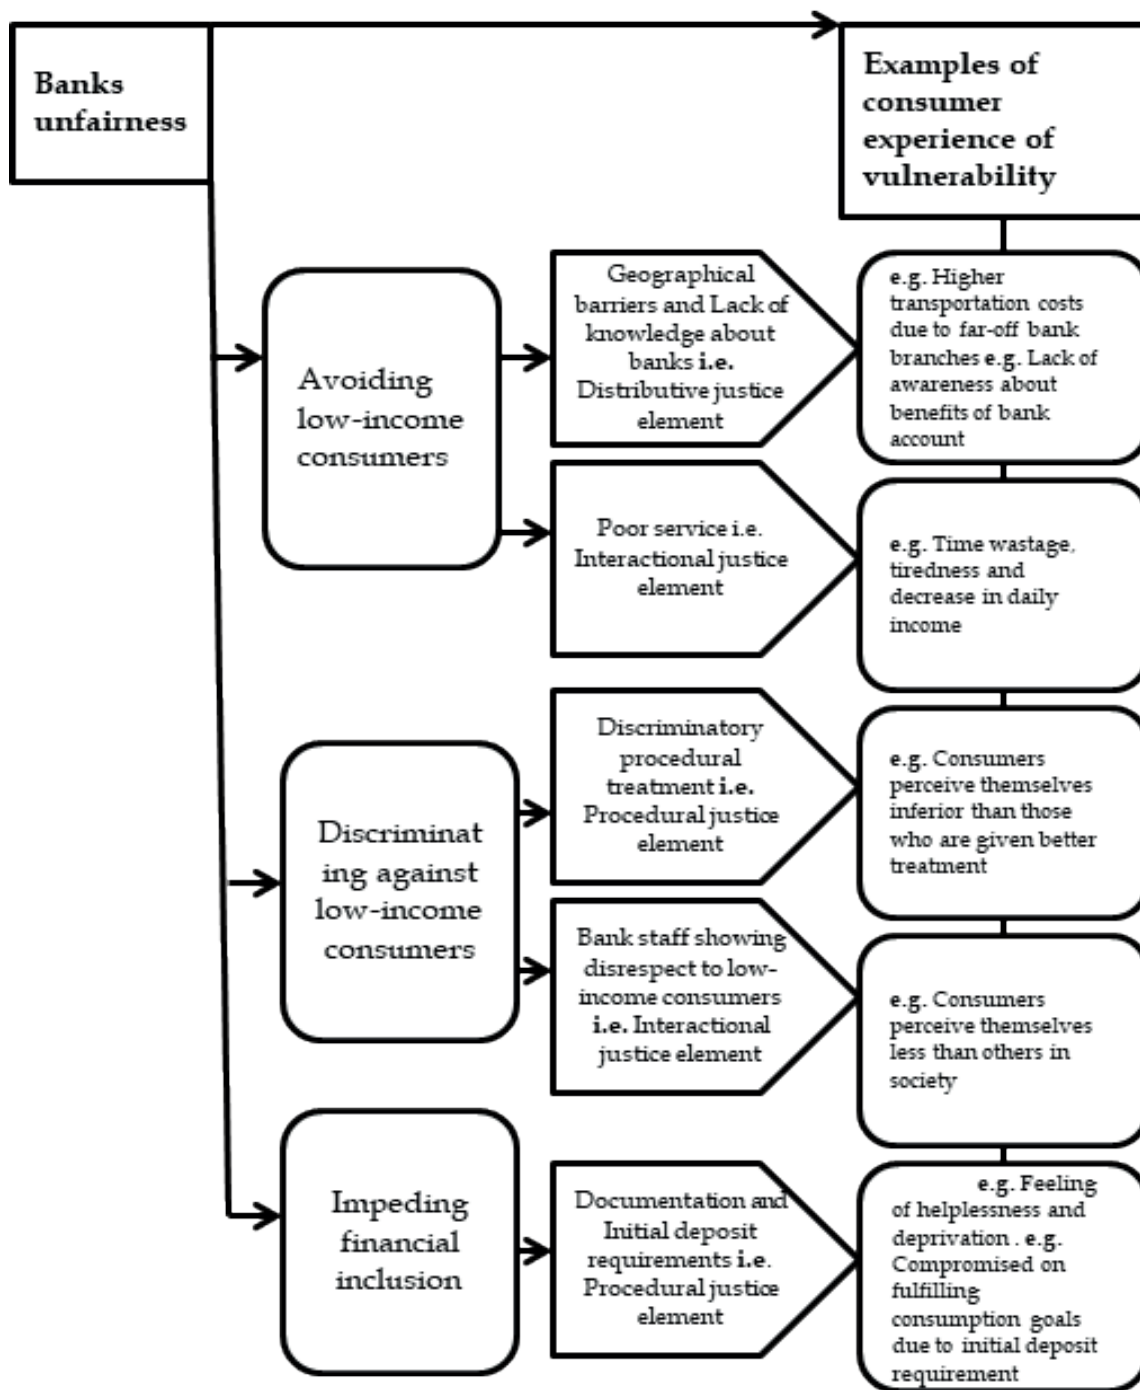 Banks
unfairness
Examples of
consumer
experience of
vulnerability
Avoiding
low-income
consumers
Geographical
barriers and Lack of
knowledge about
banks i.e.
Distributive justice
element
e.g. Higher
transportation costs
due to far-off bank
branches e.g. Lack of
awareness about
benefits of bank
account
Poor service i.e.
Interactional justice
element
e.g. Time wastage,
tiredness and
decrease in daily
income
Discriminat
ing against
low-income
consumers
Discriminatory
procedural
treatment i.e.
Procedural justice
element
e.g. Consumers
perceive themselves
inferior than those
who are given better
treatment
Bank staff showing
disrespect to low-
income consumers
i.e. Interactional
justice element
e.g. Consumers
perceive themselves
less than others in
society
Impeding
financial
inclusion
Documentation and
Initial deposit
requirements i.e.
Procedural justice
element
e.g. Feeling
of helplessness and
deprivation . e.g.
Compromised on
fulfilling
consumption goals
due to initial deposit
requirement